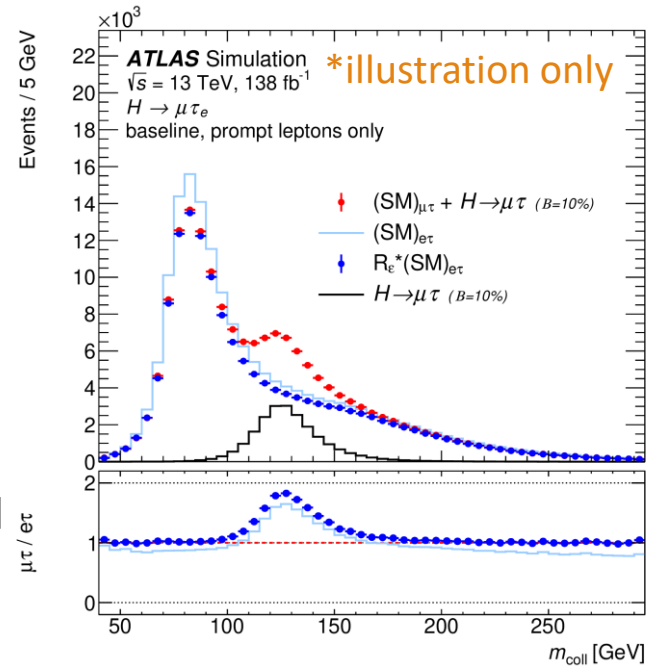 ×10³
Events / 5 GeV
22
20
18
16
14
12
10
8
6
4
2
0
ATLAS Simulation
*illustration only
√s = 13 TeV, 138 fb⁻¹
H → μτₑ
baseline, prompt leptons only
(SM)μτ + H→μτ (B=10%)
(SM)eτ
Rε*(SM)eτ
H→μτ (B=10%)
μτ / eτ
2
1
0
50 100 150 200 250
m_coll [GeV]